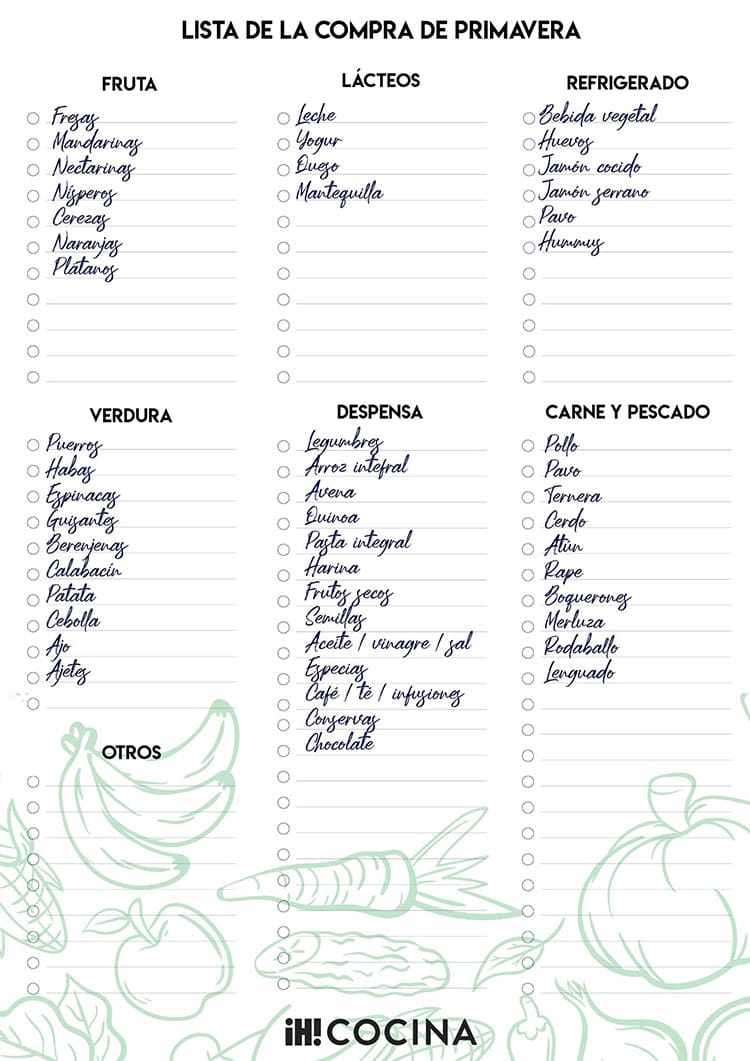 LISTA DE LA COMPRA DE PRIMAVERA
FRUTA
Fresas
Mandarinas
Nectarinas
Nísperos
Cerezas
Naranjas
Plátanos
LÁCTEOS
Leche
Yogur
Queso
Mantequilla
REFRIGERADO
Bebida vegetal
Huevos
Jamón cocido
Jamón serrano
Pavo
Hummus
VERDURA
Puerros
Habas
Espinacas
Guisantes
Berenjenas
Calabacín
Patata
Cebolla
Ajo
Ajetes
DESPENSA
Legumbres
Arroz intefral
Avena
Quinoa
Pasta integral
Harina
Frutos secos
Semillas
Aceite / vinagre / sal
Especias
Café / té / infusiones
Conservas
Chocolate
CARNE Y PESCADO
Pollo
Pavo
Ternera
Cerdo
Atún
Rape
Boquerones
Merluza
Rodaballo
Lenguado
OTROS
iH! COCINA